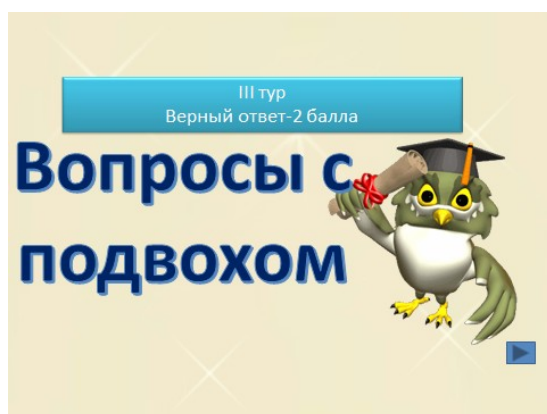 III тур
Верный ответ-2 балла
Вопросы с
подвохом